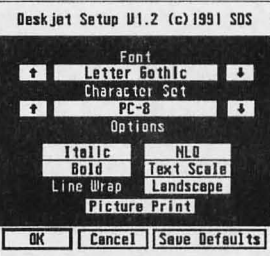 Deskjet Setup V1.2 (c)1991 SDS
Font
Letter Gothic
Character Set
PC-8
Options
Italic NLQ
Bold Text Scale
Line Wrap Landscape
Picture Print
OK Cancel Save Defaults